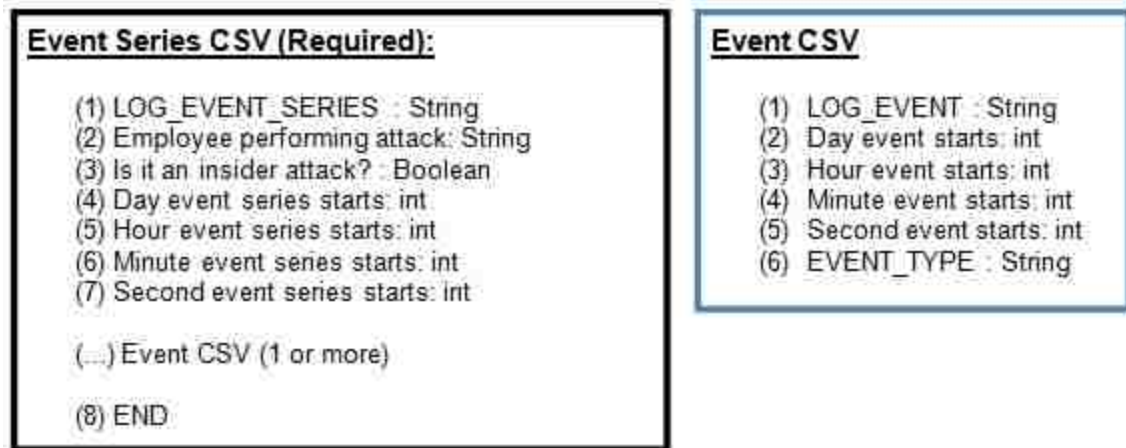 Event Series CSV (Required):
(1) LOG_EVENT_SERIES : String
(2) Employee performing attack: String
(3) Is it an insider attack? : Boolean
(4) Day event series starts: int
(5) Hour event series starts: int
(6) Minute event series starts: int
(7) Second event series starts: int
(...) Event CSV (1 or more)
(8) END
Event CSV
(1) LOG_EVENT : String
(2) Day event starts: int
(3) Hour event starts: int
(4) Minute event starts: int
(5) Second event starts: int
(6) EVENT_TYPE : String